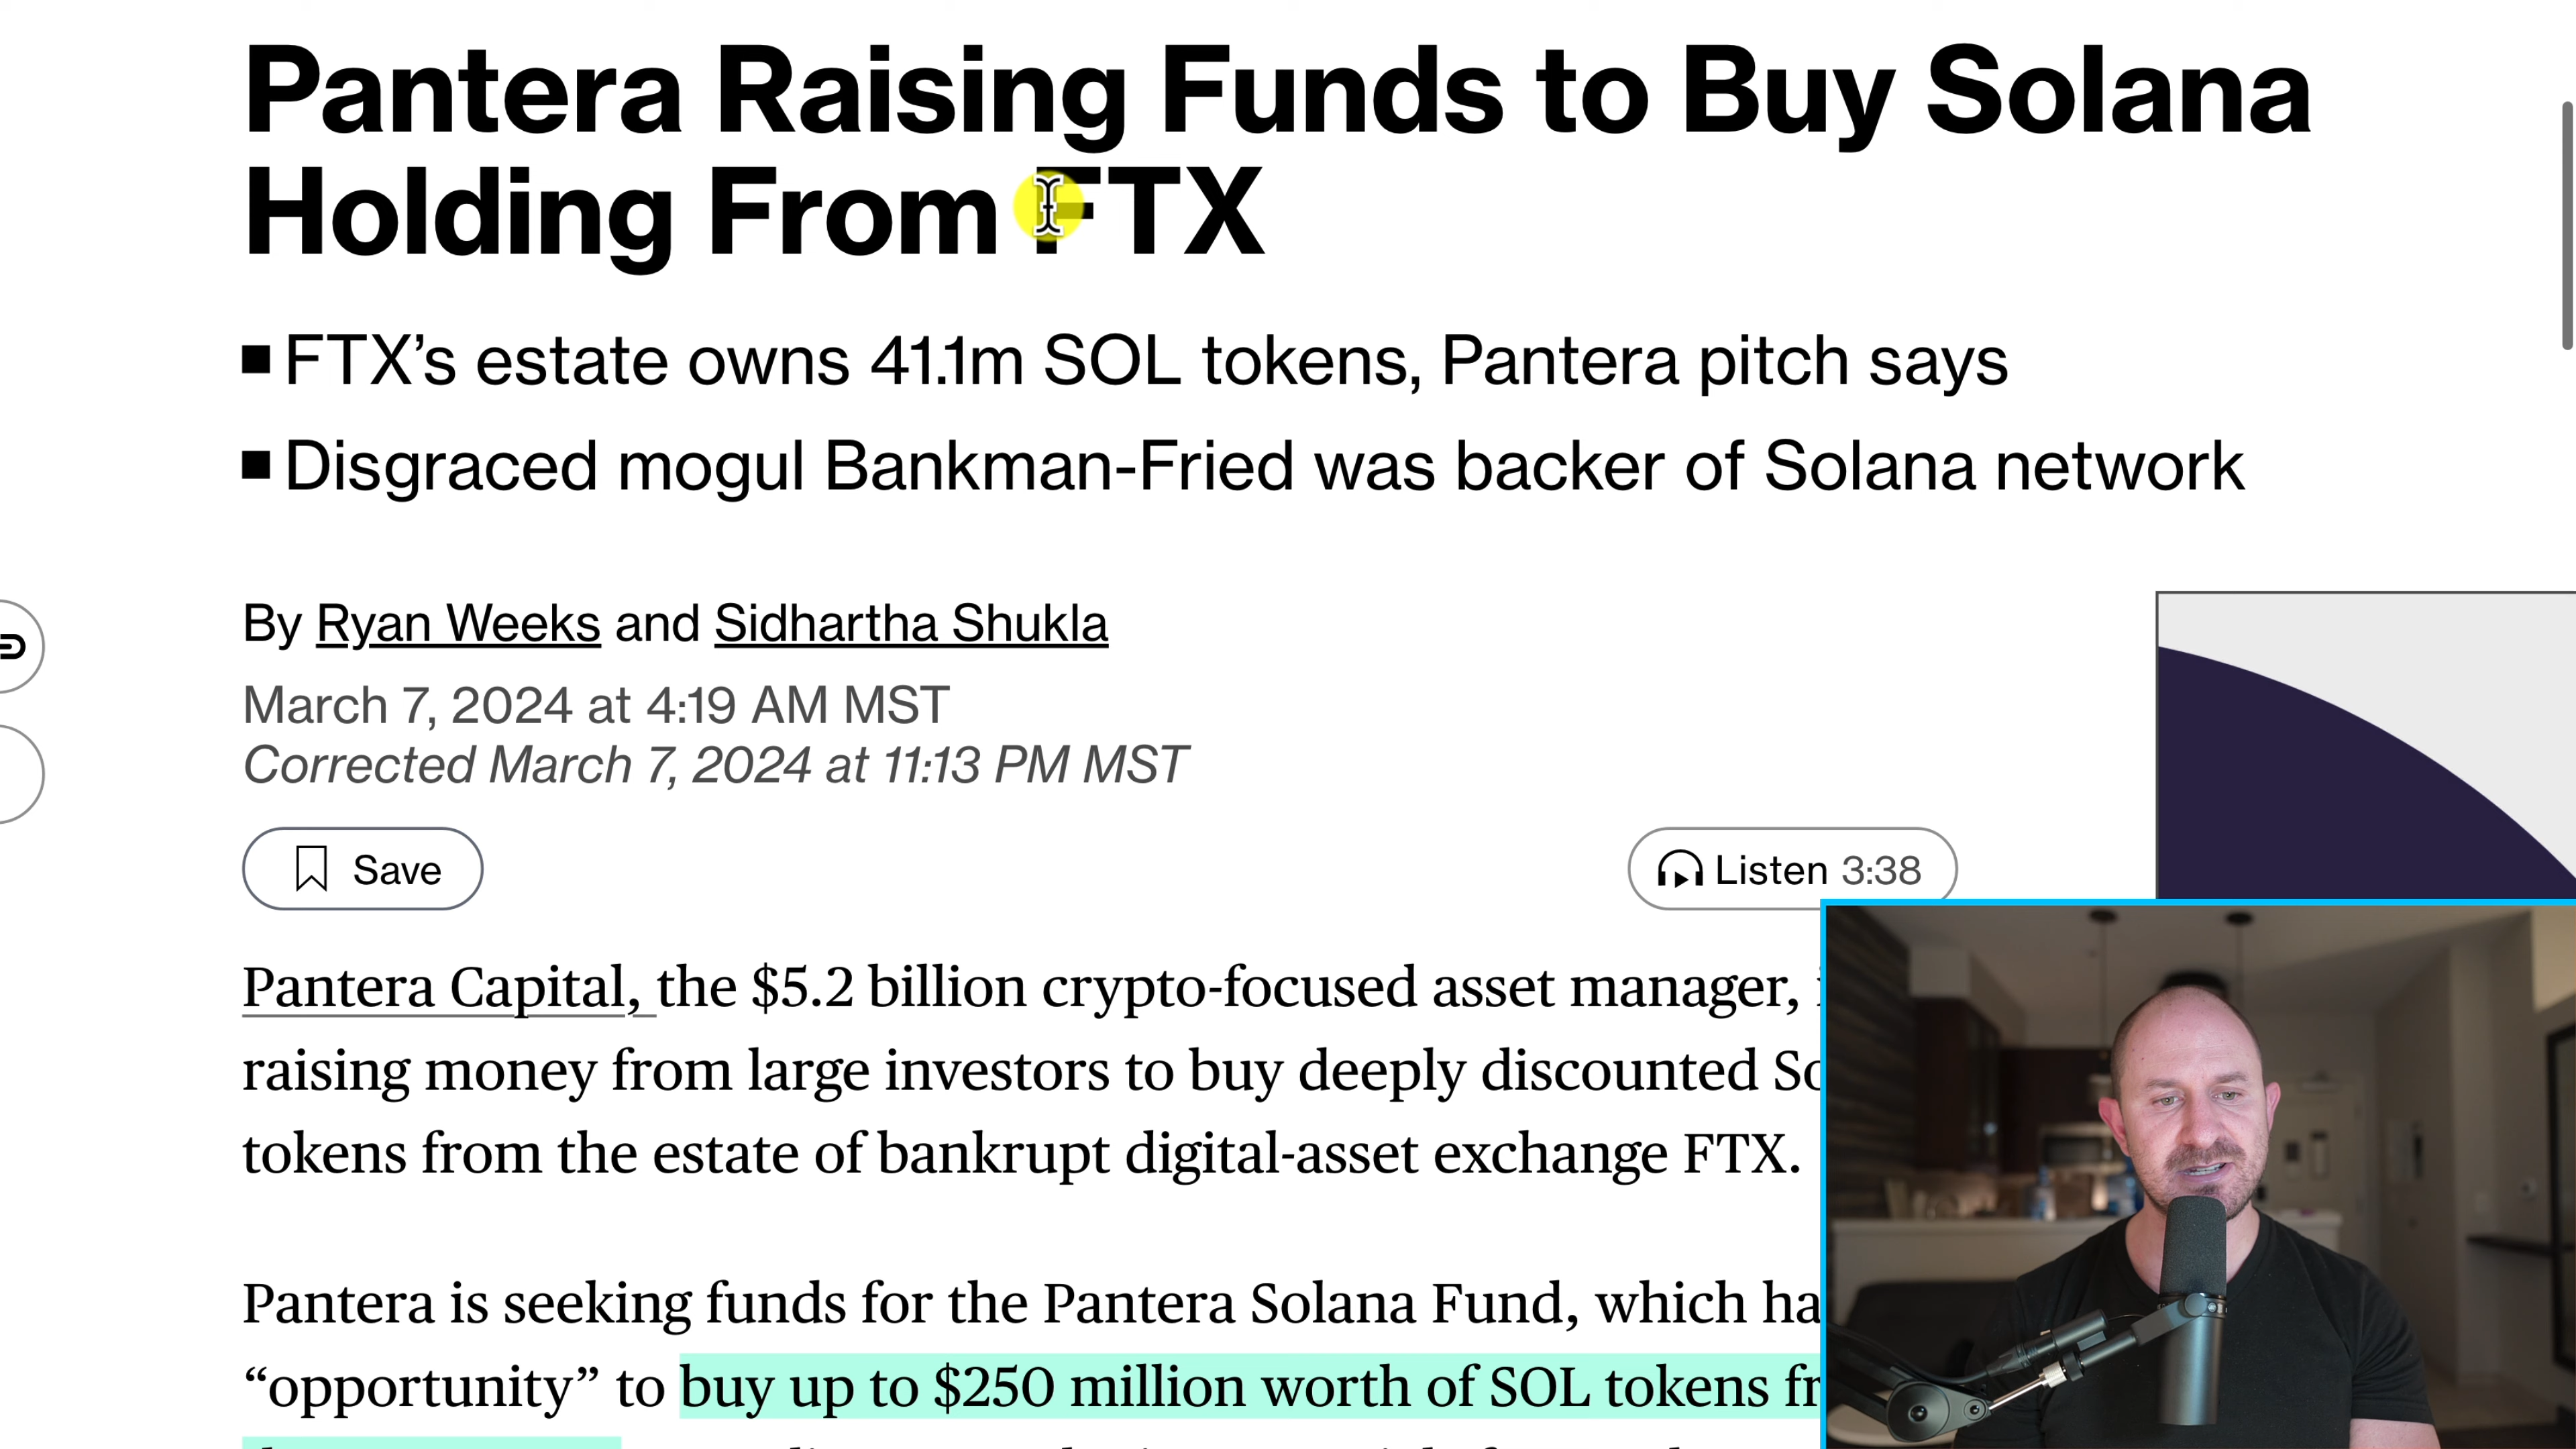 Pantera Raising Funds to Buy Solana
Holding From FTX
FTX’s estate owns 41.1m SOL tokens, Pantera pitch says
Disgraced mogul Bankman-Fried was backer of Solana network
By Ryan Weeks and Sidhartha Shukla
March 7, 2024 at 4:19 AM MST
Corrected March 7, 2024 at 11:13 PM MST
Save
Listen 3:38
Pantera Capital, the $5.2 billion crypto-focused asset manager,
raising money from large investors to buy deeply discounted
tokens from the estate of bankrupt digital-asset exchange FTX.
Pantera is seeking funds for the Pantera Solana Fund, which
“opportunity” to buy up to $250 million worth of SOL tokens